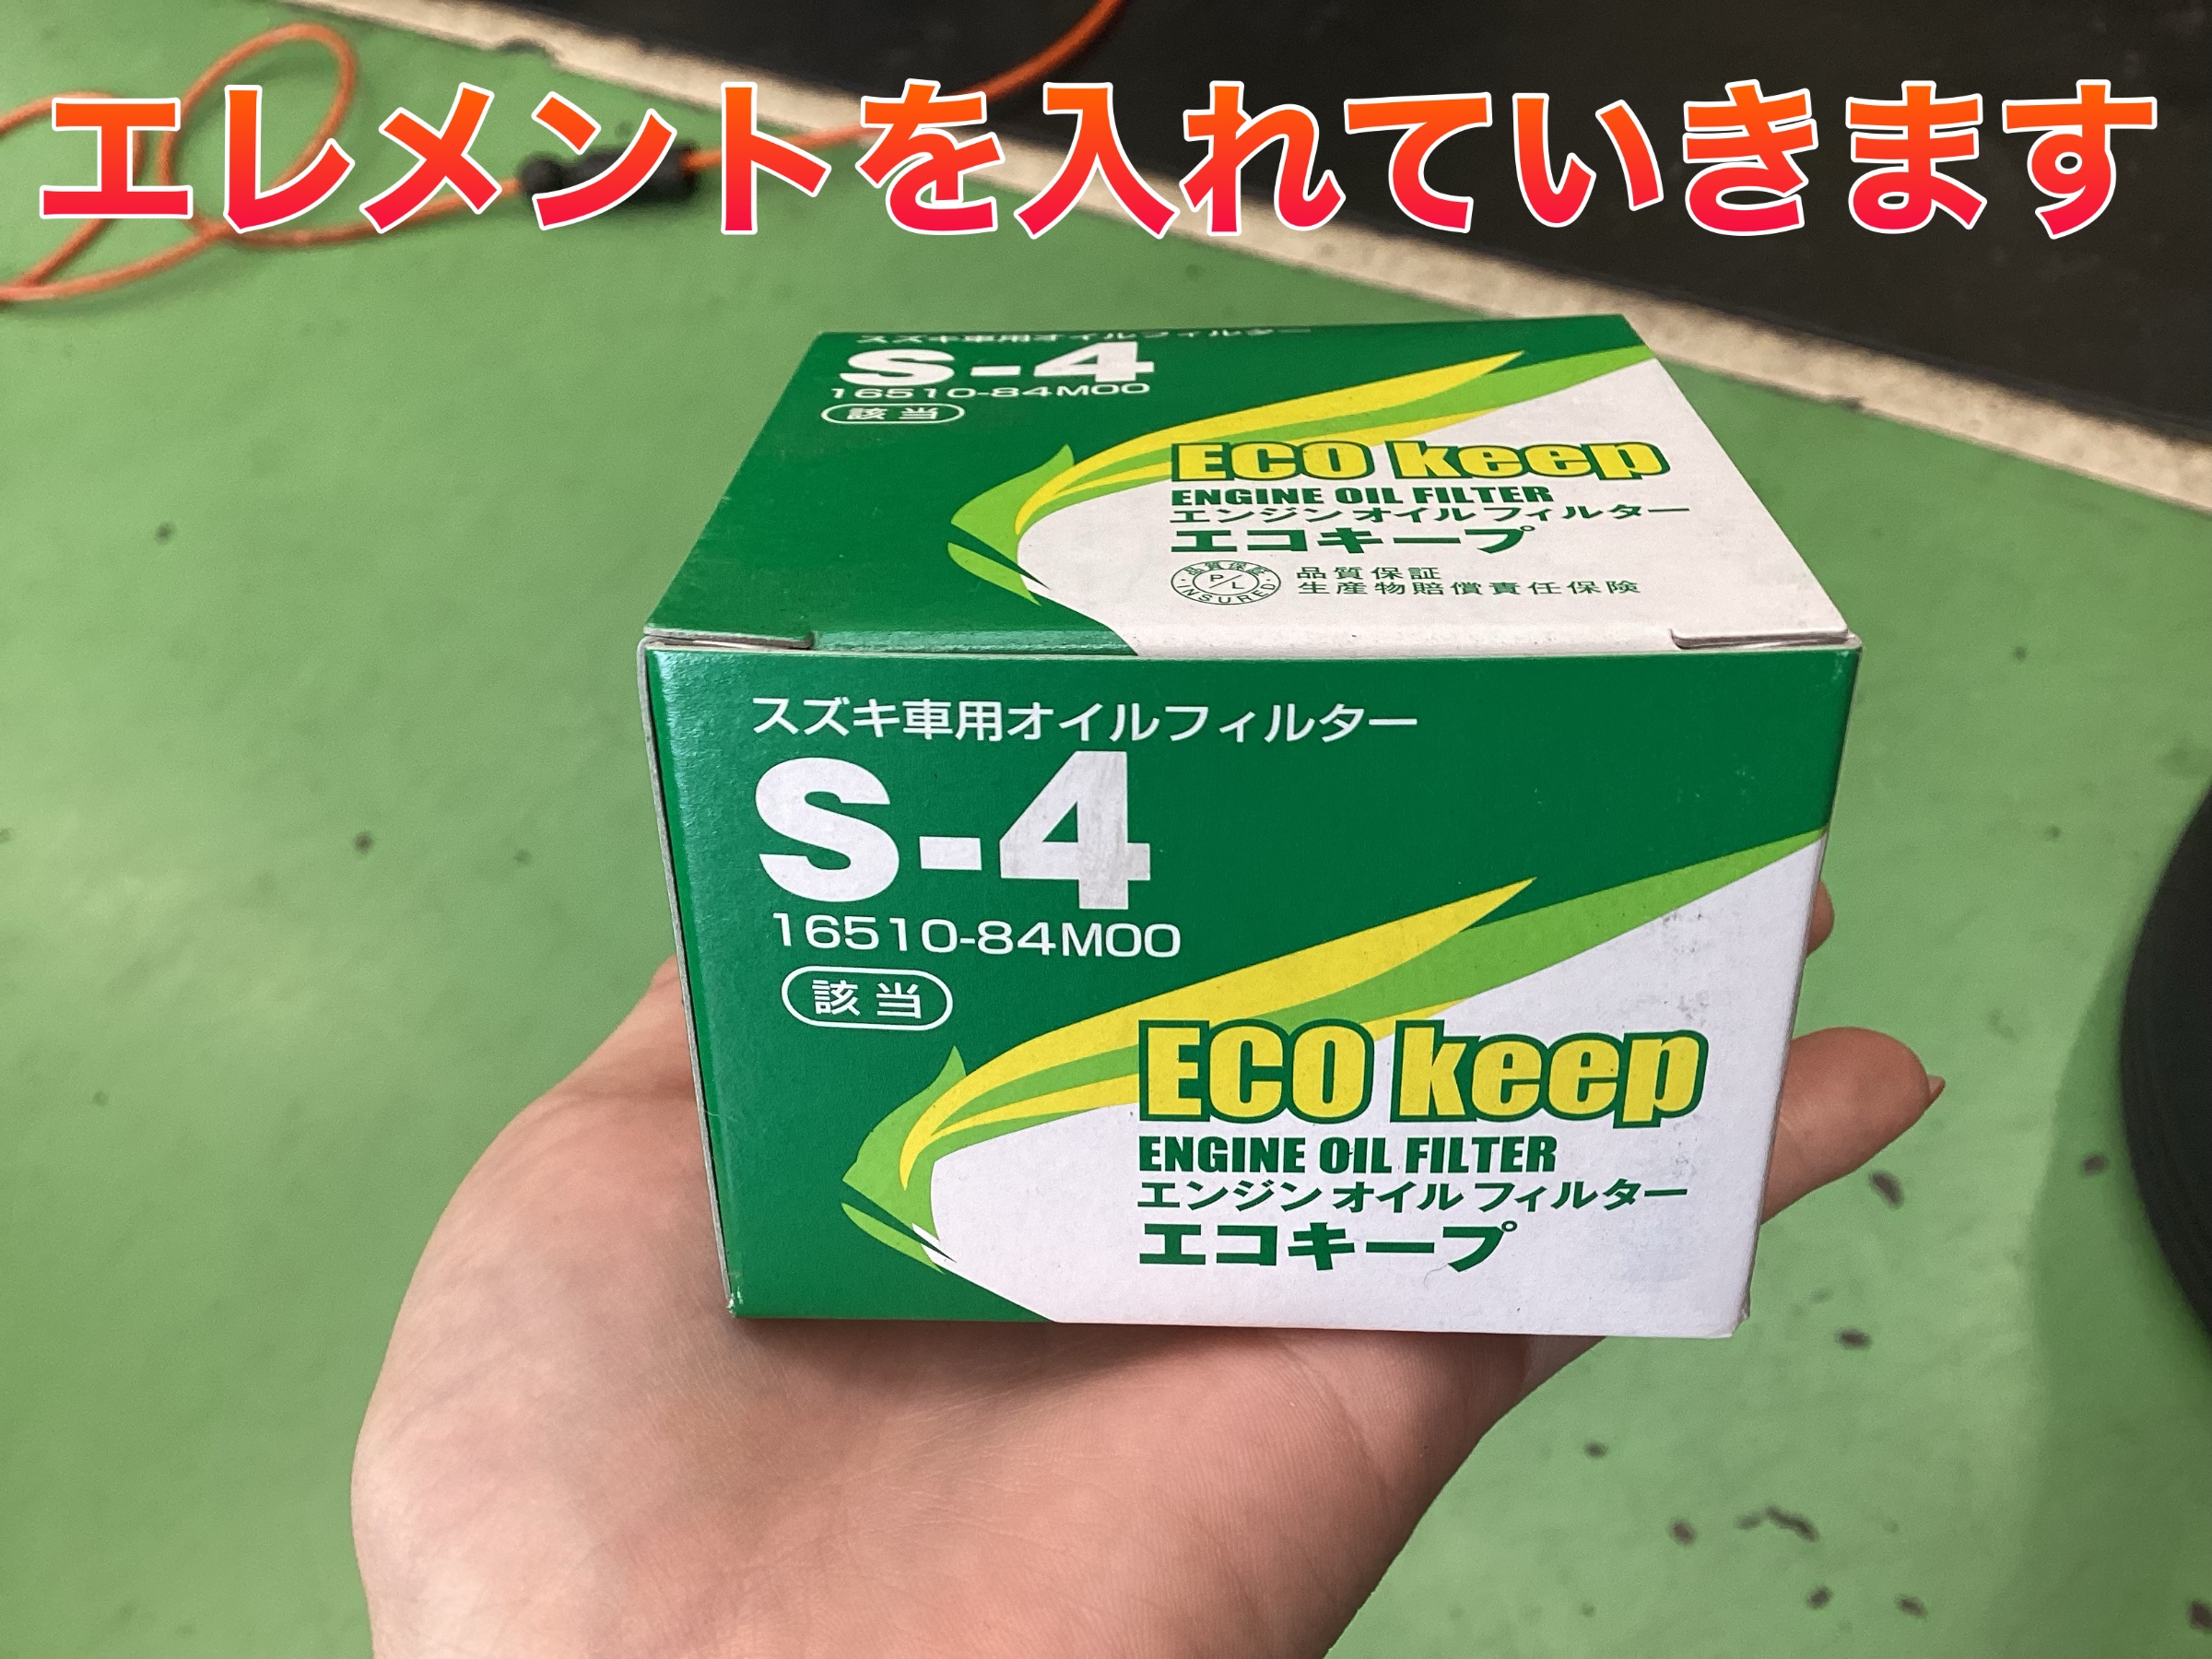 エレメントを入れていきます
スズキ車用オイルフィルター
S-4
16510-84M00
該当
ECO keep
ENGINE OIL FILTER
エンジンオイルフィルター
エコキープ
品質保証
P/L
INSURED
品質保証
生産物賠償責任保険
スズキ車用オイルフィルター
S-4
16510-84M00
該当
ECO keep
ENGINE OIL FILTER
エンジンオイルフィルター
エコキープ